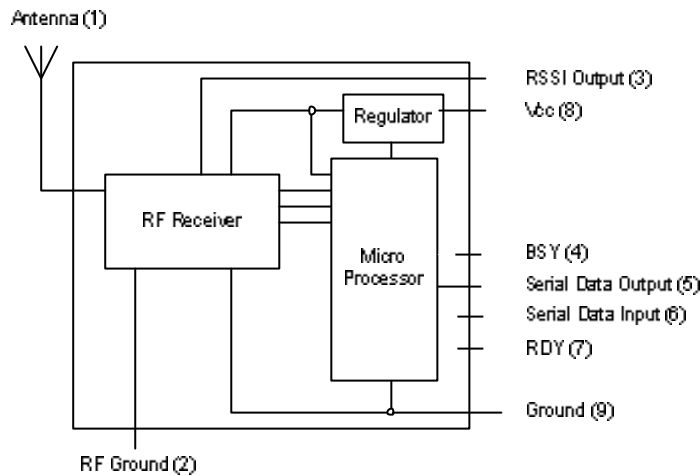 Antenna (1)
RSSI Output (3)
Vcc (8)
Regulator
RF Receiver
Micro
Processor
BSY (4)
Serial Data Output (5)
Serial Data Input (6)
RDY (7)
Ground (9)
RF Ground (2)